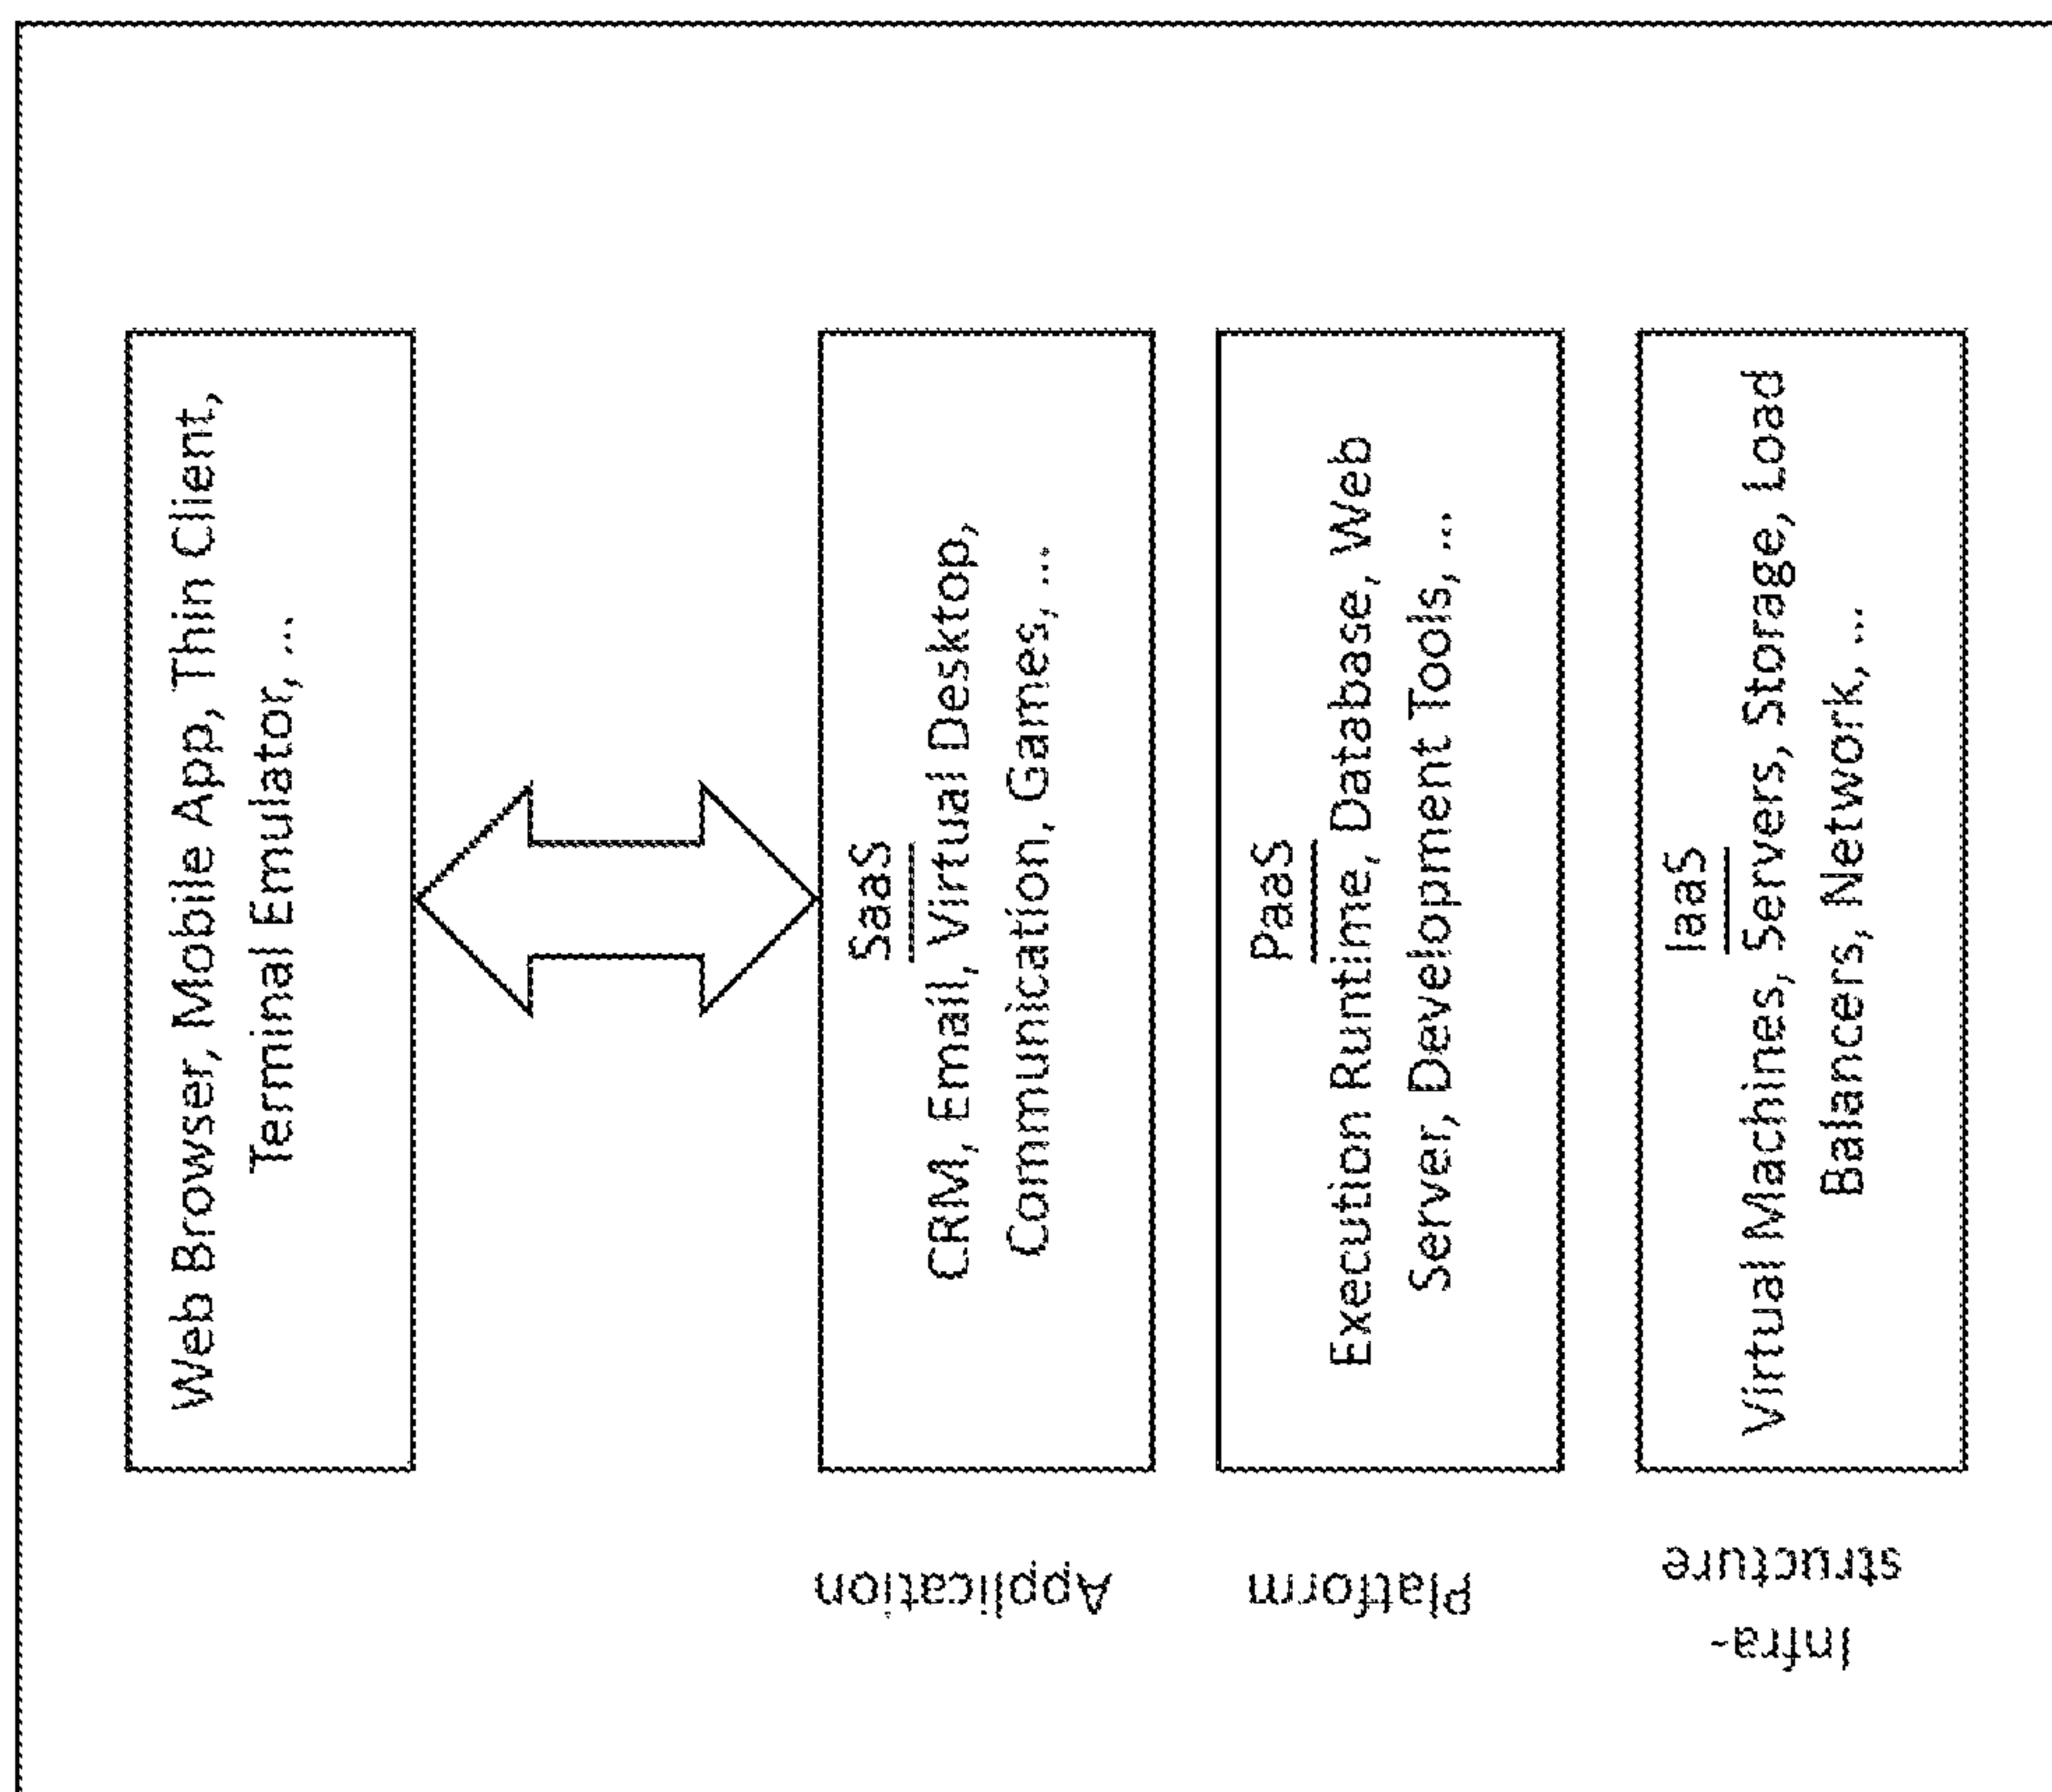 Web Browser, Mobile App, Thin Client,
Terminal Emulator, ...
Application
SaaS
CRM, Email, Virtual Desktop,
Communication, Games, ...
Platform
PaaS
Execution Runtime, Database, Web
Server, Development Tools, ...
Infra-
structure
IaaS
Virtual Machines, Servers, Storage, Load
Balancers, Network, ...